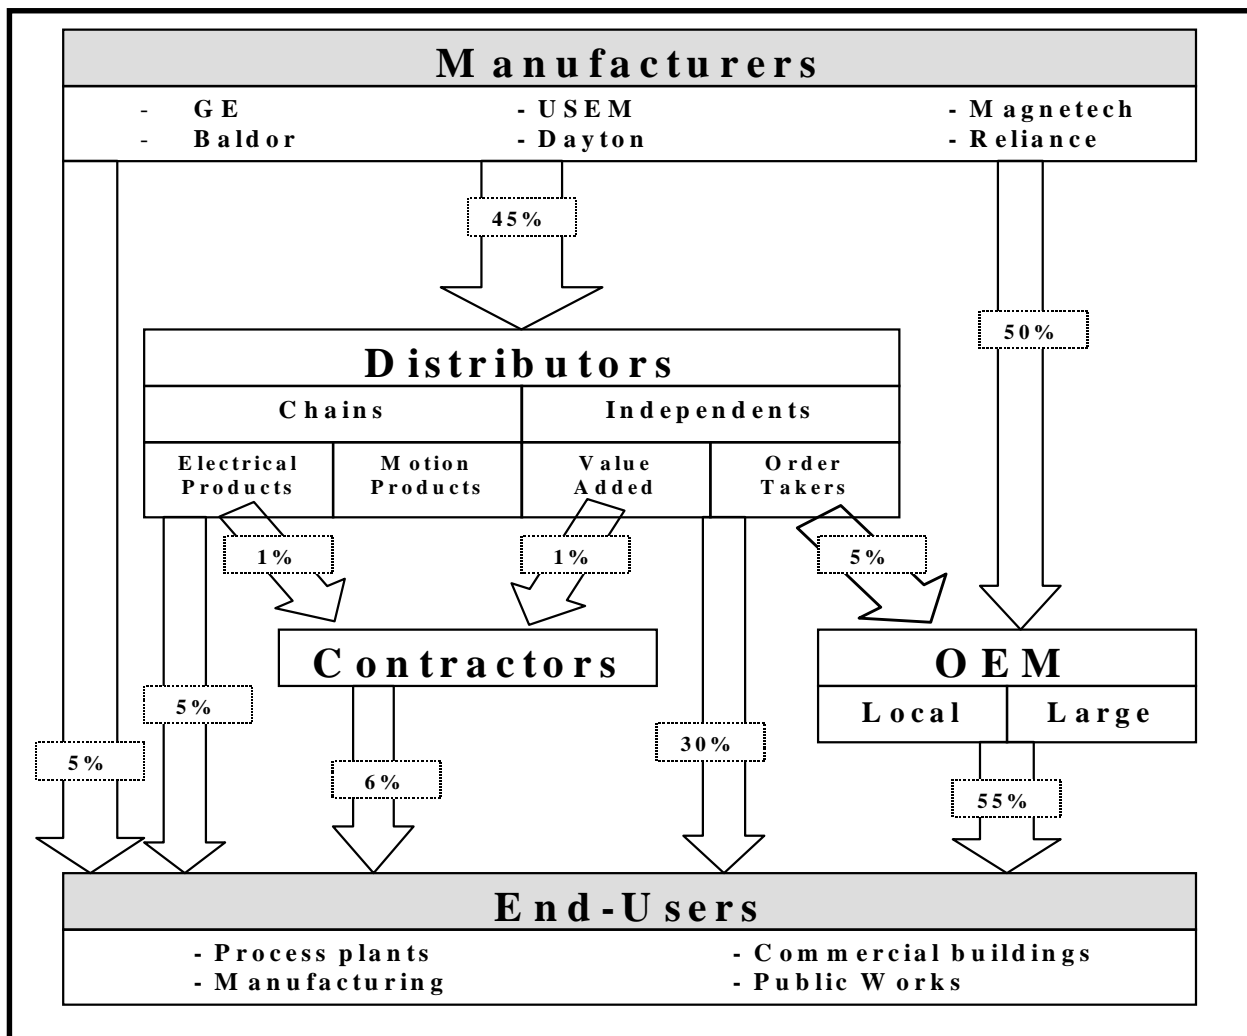 Manufacturers
- GE - USEM - Magnetech
- Baldor - Dayton - Reliance
45%
50%
Distributors
Chains Independents
Electrical Motion Value Order
Products Products Added Takers
1% 1% 5%
Contractors OEM
Local Large
5%
30%
5%
6%
55%
End-Users
- Process plants - Commercial buildings
- Manufacturing - Public Works